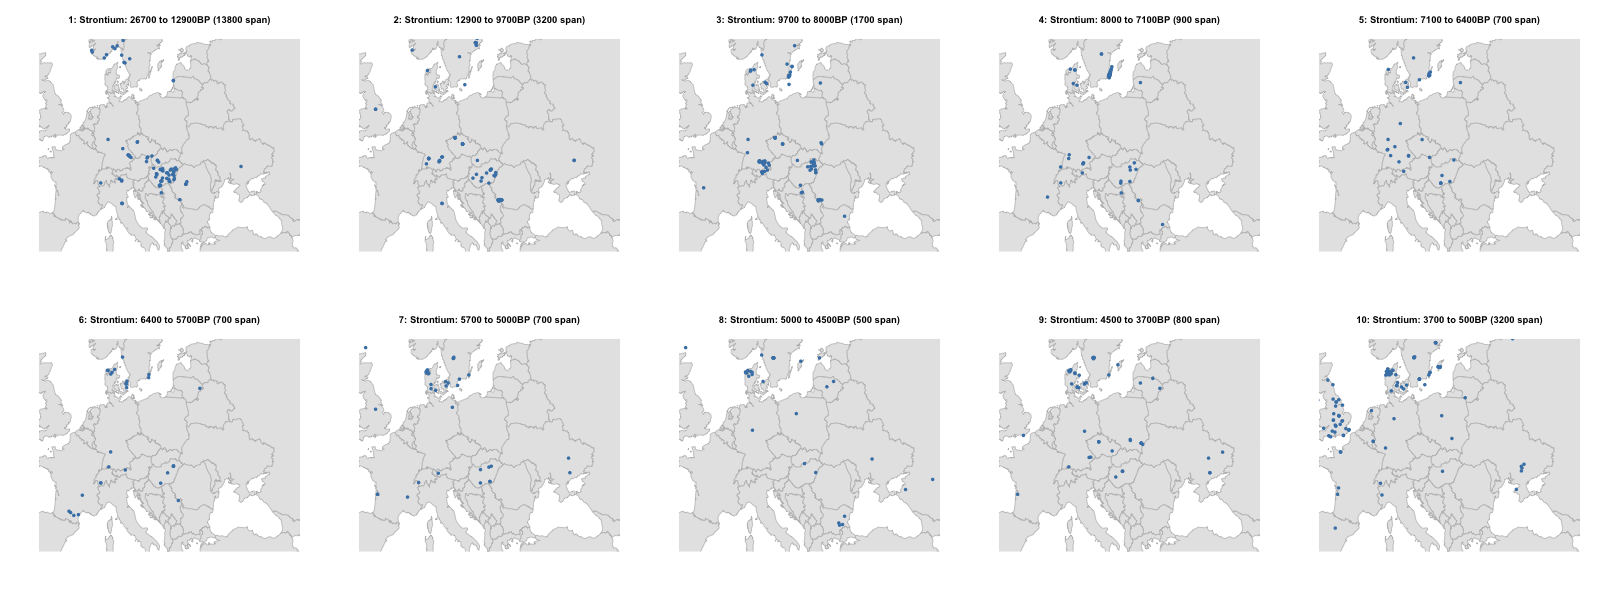 1: Strontium: 26700 to 12900BP (13800 span)
2: Strontium: 12900 to 9700BP (3200 span)
3: Strontium: 9700 to 8000BP (1700 span)
4: Strontium: 8000 to 7100BP (900 span)
5: Strontium: 7100 to 6400BP (700 span)
6: Strontium: 6400 to 5700BP (700 span)
7: Strontium: 5700 to 5000BP (700 span)
8: Strontium: 5000 to 4500BP (500 span)
9: Strontium: 4500 to 3700BP (800 span)
10: Strontium: 3700 to 500BP (3200 span)